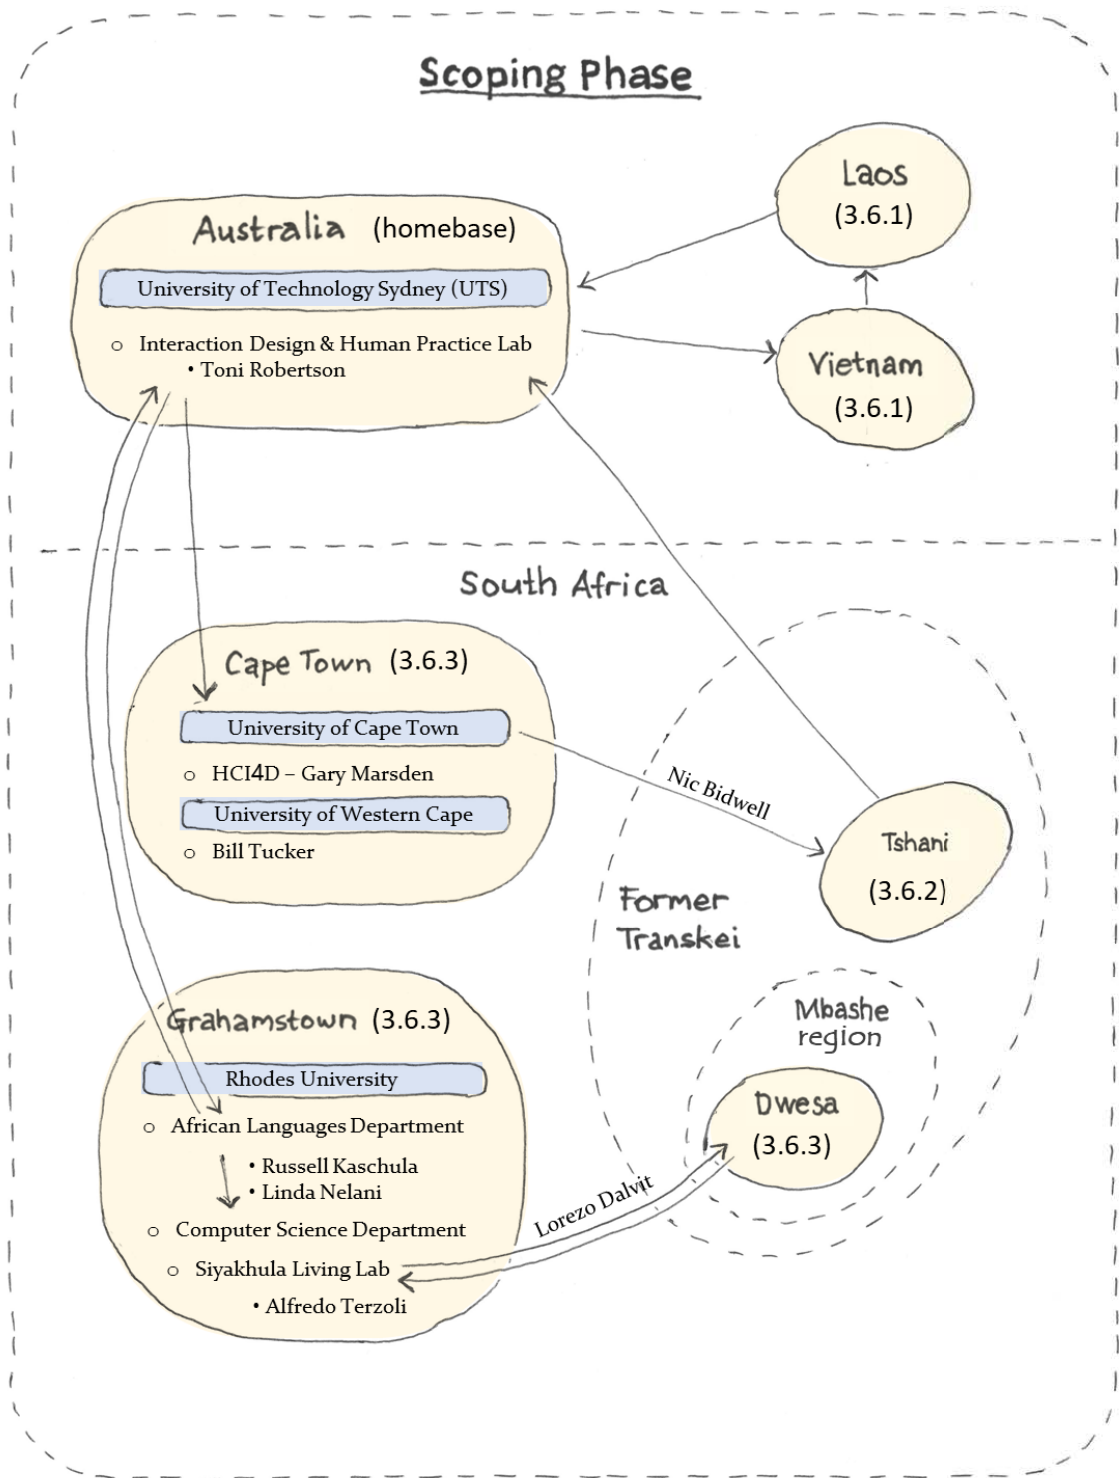 Scoping Phase
Laos
(3.6.1)
Australia (homebase)
University of Technology Sydney (UTS)
o Interaction Design & Human Practice Lab
• Toni Robertson
Vietnam
(3.6.1)
South Africa
Cape Town (3.6.3)
University of Cape Town
o HCI4D – Gary Marsden
University of Western Cape
o Bill Tucker
Nic Bidwell
Tshani
(3.6.2)
Former
Transkei
Mbashe
region
Dwesa
(3.6.3)
Grahamstown (3.6.3)
Rhodes University
o African Languages Department
• Russell Kaschula
• Linda Nelani
o Computer Science Department
o Siyakhula Living Lab
• Alfredo Terzoli
Lorezo Dalvit